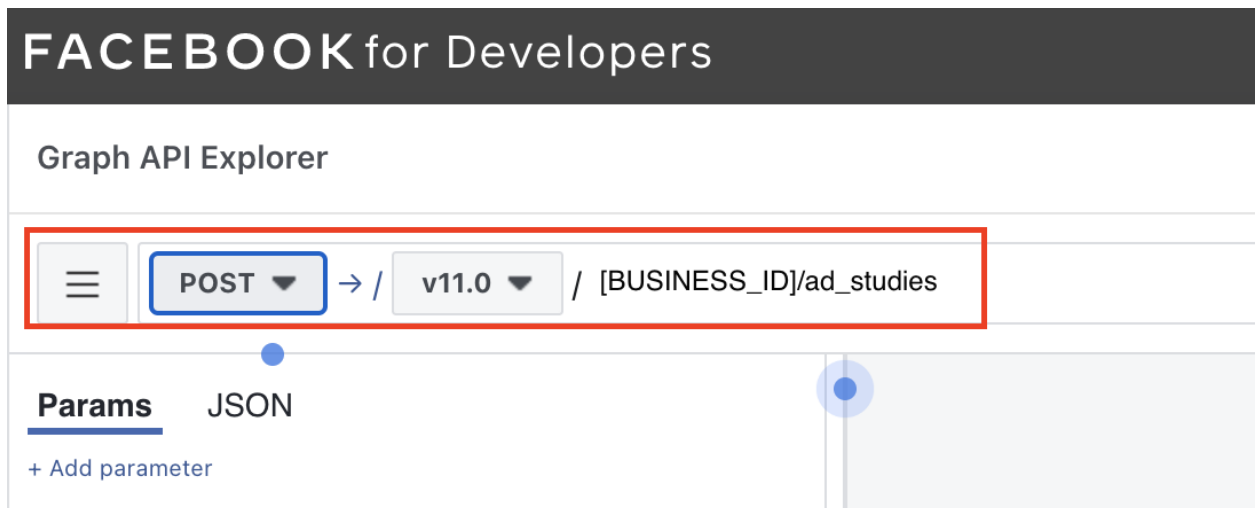 FACEBOOK for Developers
Graph API Explorer
POST → / v11.0 / [BUSINESS_ID]/ad_studies
Params JSON
+ Add parameter